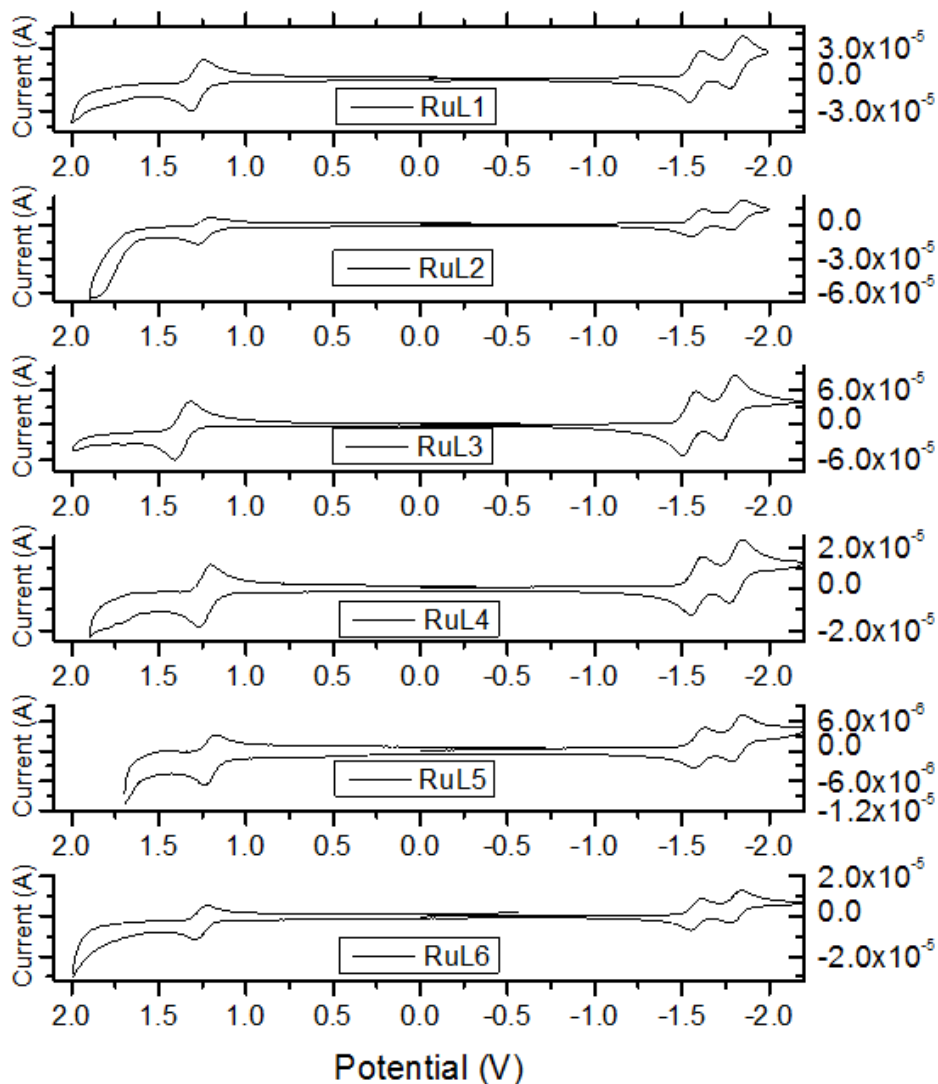 Current (A)
3.0x10⁻⁵
0.0
-3.0x10⁻⁵
RuL1
2.0 1.5 1.0 0.5 0.0 -0.5 -1.0 -1.5 -2.0
Current (A)
0.0
-3.0x10⁻⁵
-6.0x10⁻⁵
RuL2
2.0 1.5 1.0 0.5 0.0 -0.5 -1.0 -1.5 -2.0
Current (A)
6.0x10⁻⁵
0.0
-6.0x10⁻⁵
RuL3
2.0 1.5 1.0 0.5 0.0 -0.5 -1.0 -1.5 -2.0
Current (A)
2.0x10⁻⁵
0.0
-2.0x10⁻⁵
RuL4
2.0 1.5 1.0 0.5 0.0 -0.5 -1.0 -1.5 -2.0
Current (A)
6.0x10⁻⁶
0.0
-6.0x10⁻⁶
-1.2x10⁻⁵
RuL5
2.0 1.5 1.0 0.5 0.0 -0.5 -1.0 -1.5 -2.0
Current (A)
2.0x10⁻⁵
0.0
-2.0x10⁻⁵
RuL6
2.0 1.5 1.0 0.5 0.0 -0.5 -1.0 -1.5 -2.0
Potential (V)